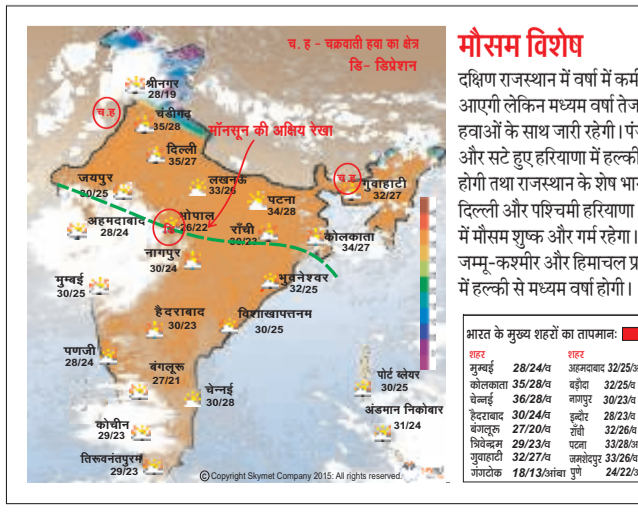 च. ह - चक्रवाती हवा का क्षेत्र
डि- डिप्रेशन
श्रीनगर
28/19
च.ह
चंडीगढ़
35/28
मॉनसून की अक्षिय रेखा
दिल्ली
35/27
जयपुर
30/25
लखनऊ
33/25
च.ह
गुवाहाटी
32/27
पटना
34/28
अहमदाबाद
28/24
डि
भोपाल
26/22
राँची
30/23
कोलकाता
34/27
नागपुर
30/24
मुम्बई
30/25
भुवनेश्वर
32/25
हैदराबाद
30/23
विशाखापत्तनम
30/25
पणजी
28/24
बंगलूरू
27/21
चेन्नई
30/28
पोर्ट ब्लेयर
30/25
अंडमान निकोबार
31/24
कोचीन
29/23
तिरूवनंतपुरम
29/23
© Copyright Skymet Company 2015: All rights reserved.
मौसम विशेष
दक्षिण राजस्थान में वर्षा में कमी
आएगी लेकिन मध्यम वर्षा तेज
हवाओं के साथ जारी रहेगी।
और सटे हुए हरियाणा में हल्की
होगी तथा राजस्थान के शेष
दिल्ली और पश्चिमी हरियाणा
में मौसम शुष्क और गर्म रहेगा।
जम्मू-कश्मीर और हिमाचल
में हल्की से मध्यम वर्षा होगी।
भारत के मुख्य शहरों का तापमानः
शहर शहर
मुम्बई 28/24/व अहमदाबाद 32/25/
कोलकाता 35/28/व बड़ौदा 32/25/व
चेन्नई 36/28/व नागपुर 30/23/व
हैदराबाद 30/24/व इन्दौर 28/23/व
बंगलूरू 27/20/व राँची 32/26/व
त्रिवेन्द्रम 29/23/व पटना 33/28/
गुवाहाटी 32/27/व जमशेदपुर 33/26/व
गंगटोक 18/13/आंबा पुणे 24/22/